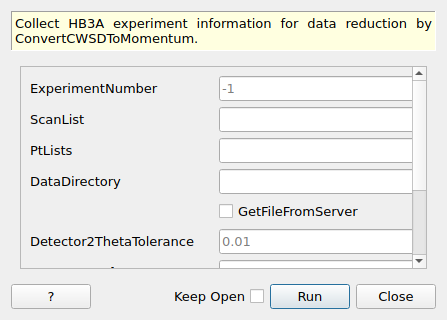 Collect HB3A experiment information for data reduction by
ConvertCWSDToMomentum.
ExperimentNumber -1
ScanList
PtLists
DataDirectory
GetFileFromServer
Detector2ThetaTolerance 0.01
? Keep Open Run Close